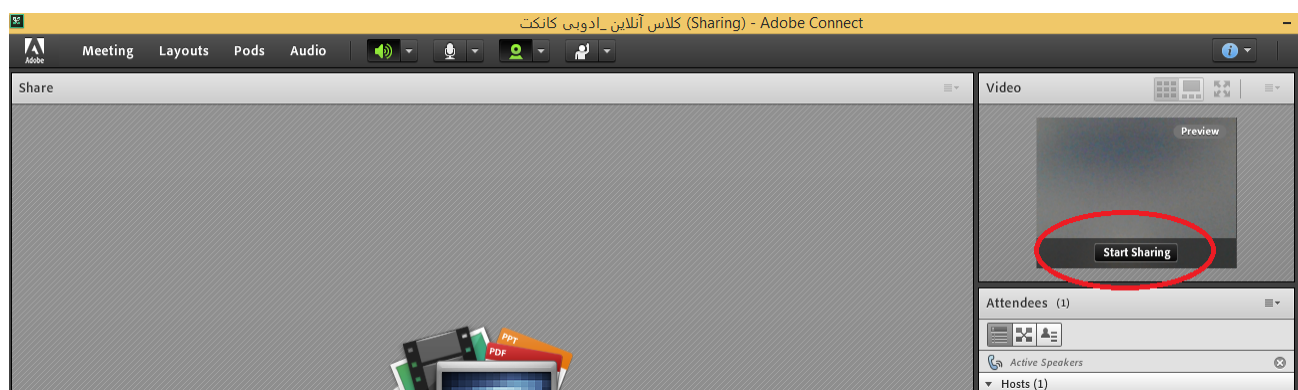 کلاس آنلاین _ادوبی کانکت (Sharing) - Adobe Connect
Adobe
Meeting Layouts Pods Audio
Share
Video
Preview
Start Sharing
Attendees (1)
Active Speakers
Hosts (1)
PPT
PDF